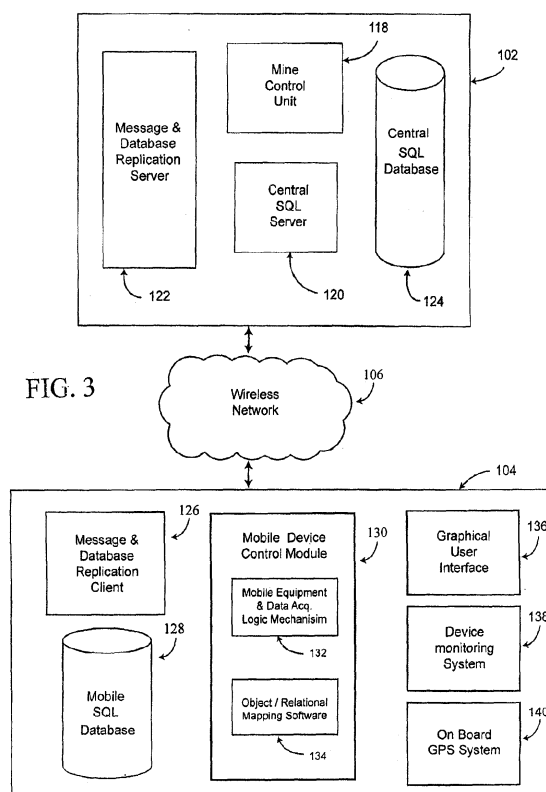 118
102
Mine
Control
Unit
Message &
Database
Replication
Server
Central
SQL
Database
Central
SQL
Server
122
120
124
FIG. 3
Wireless
Network
106
104
126
Message &
Database
Replication
Client
Mobile Device
Control Module
130
Graphical
User
Interface
136
Mobile Equipment
& Data Acq.
Logic Mechanisim
132
128
Mobile
SQL
Database
Device
monitoring
System
138
Object / Relational
Mapping Software
134
On Board
GPS System
140